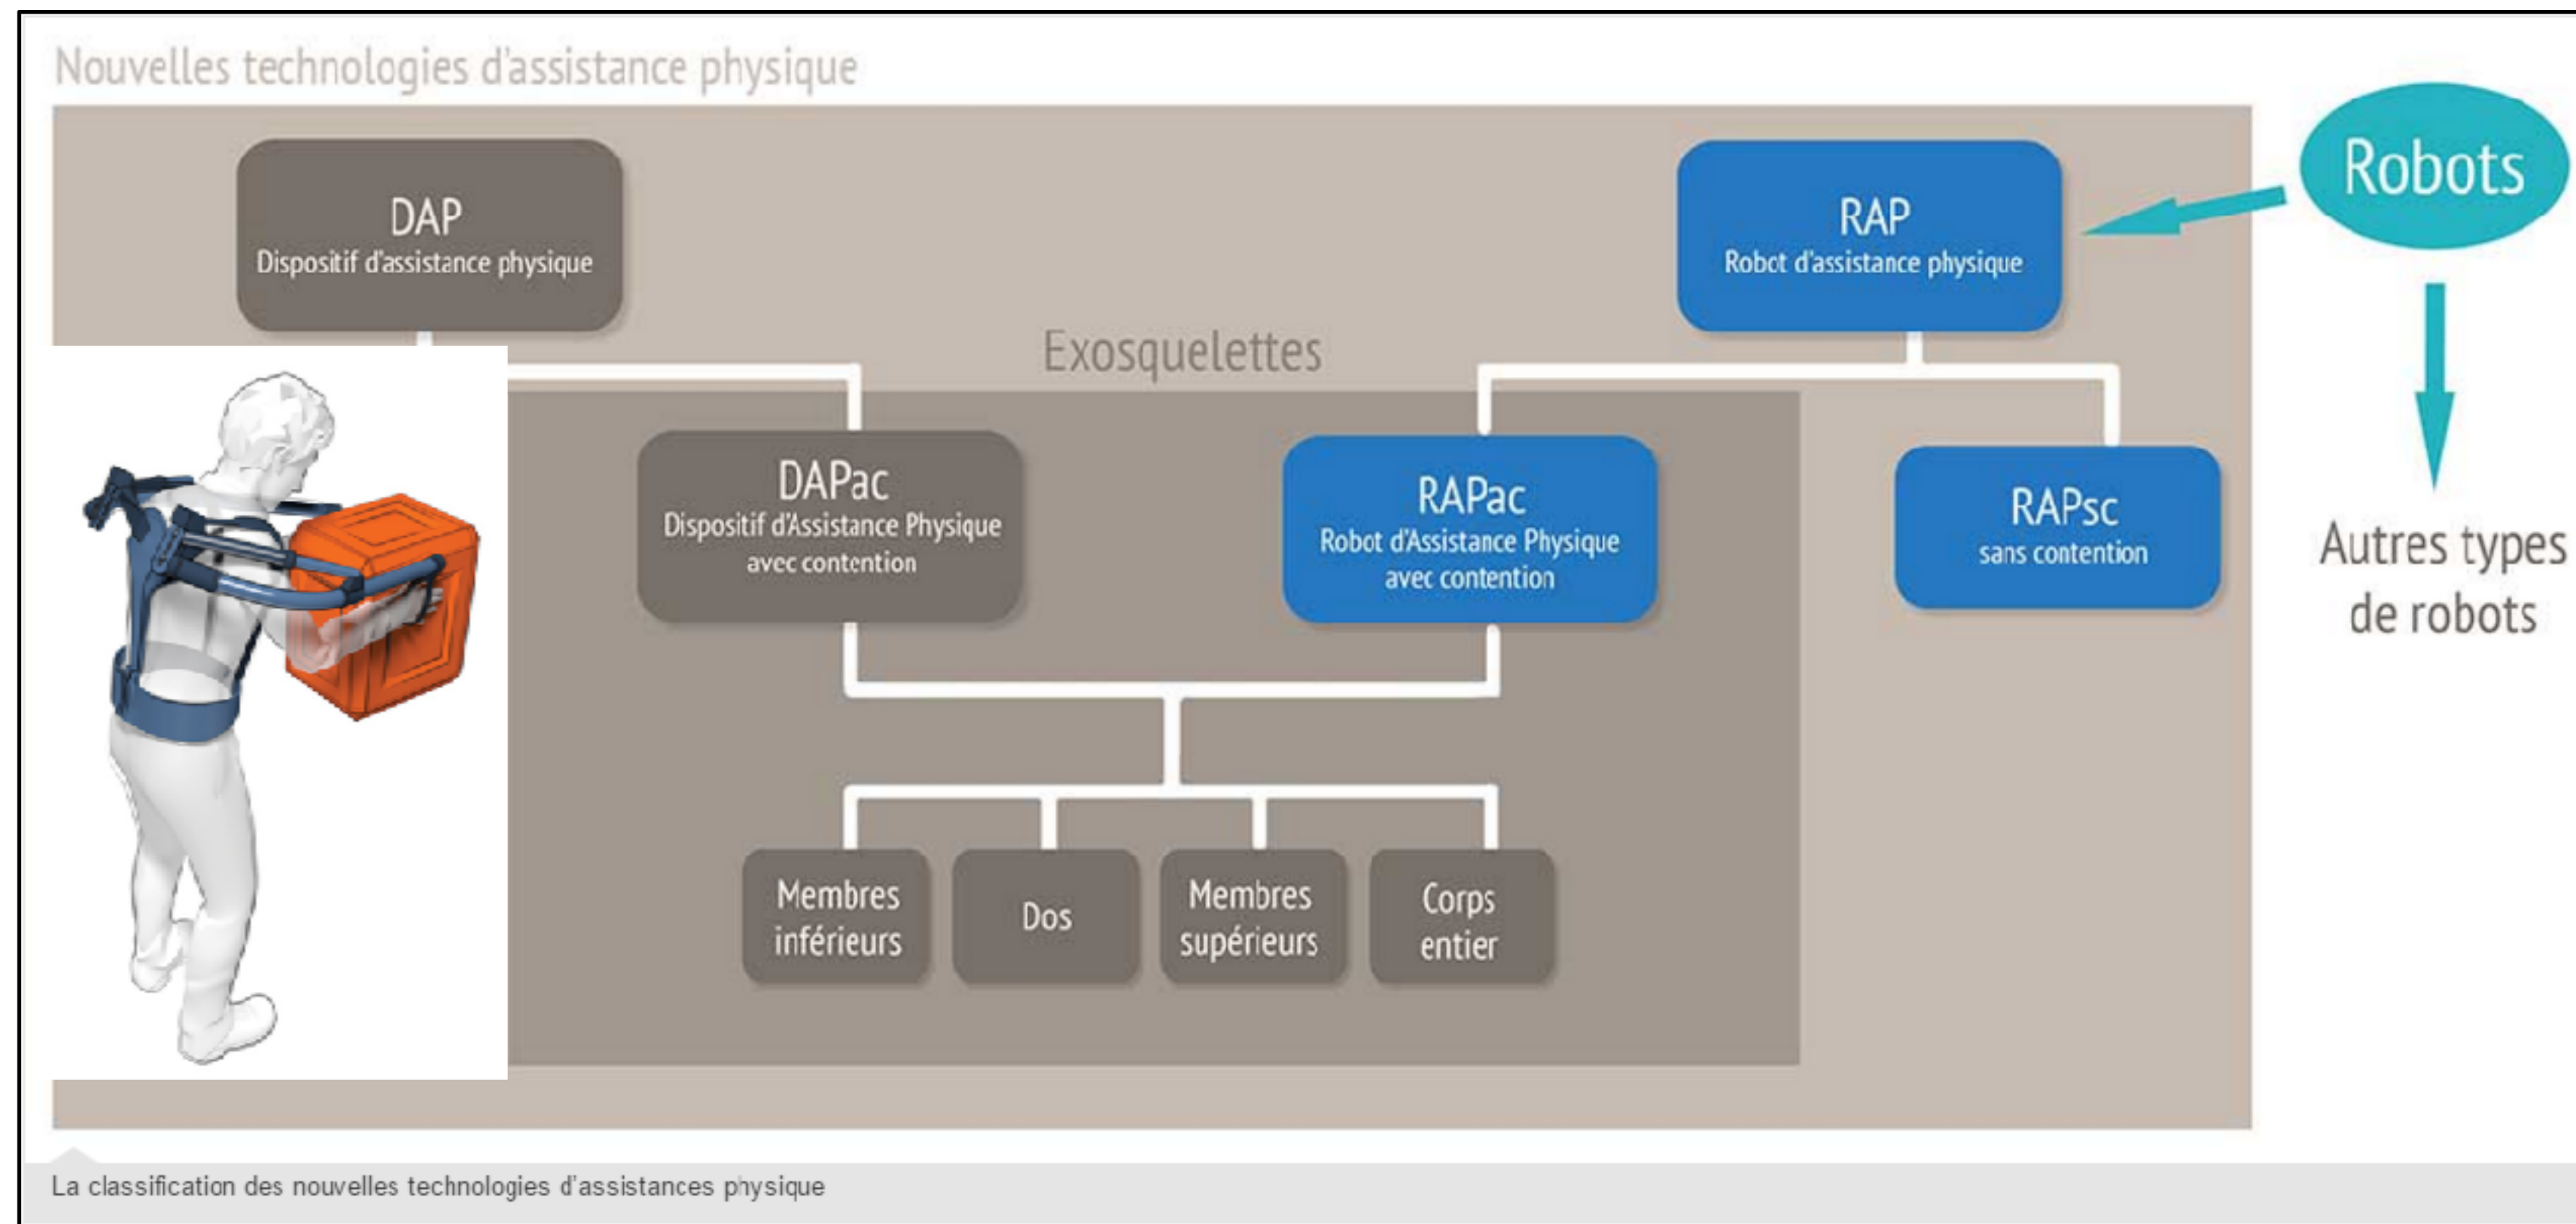 Nouvelles technologies d'assistance physique
DAP
Dispositif d'assistance physique
RAP
Robot d'assistance physique
Robots
Exosquelettes
DAPac
Dispositif d'Assistance Physique
avec contention
RAPac
Robot d'Assistance Physique
avec contention
RAPsc
sans contention
Autres types
de robots
Membres
inférieurs
Dos
Membres
supérieurs
Corps
entier
La classification des nouvelles technologies d'assistances physique